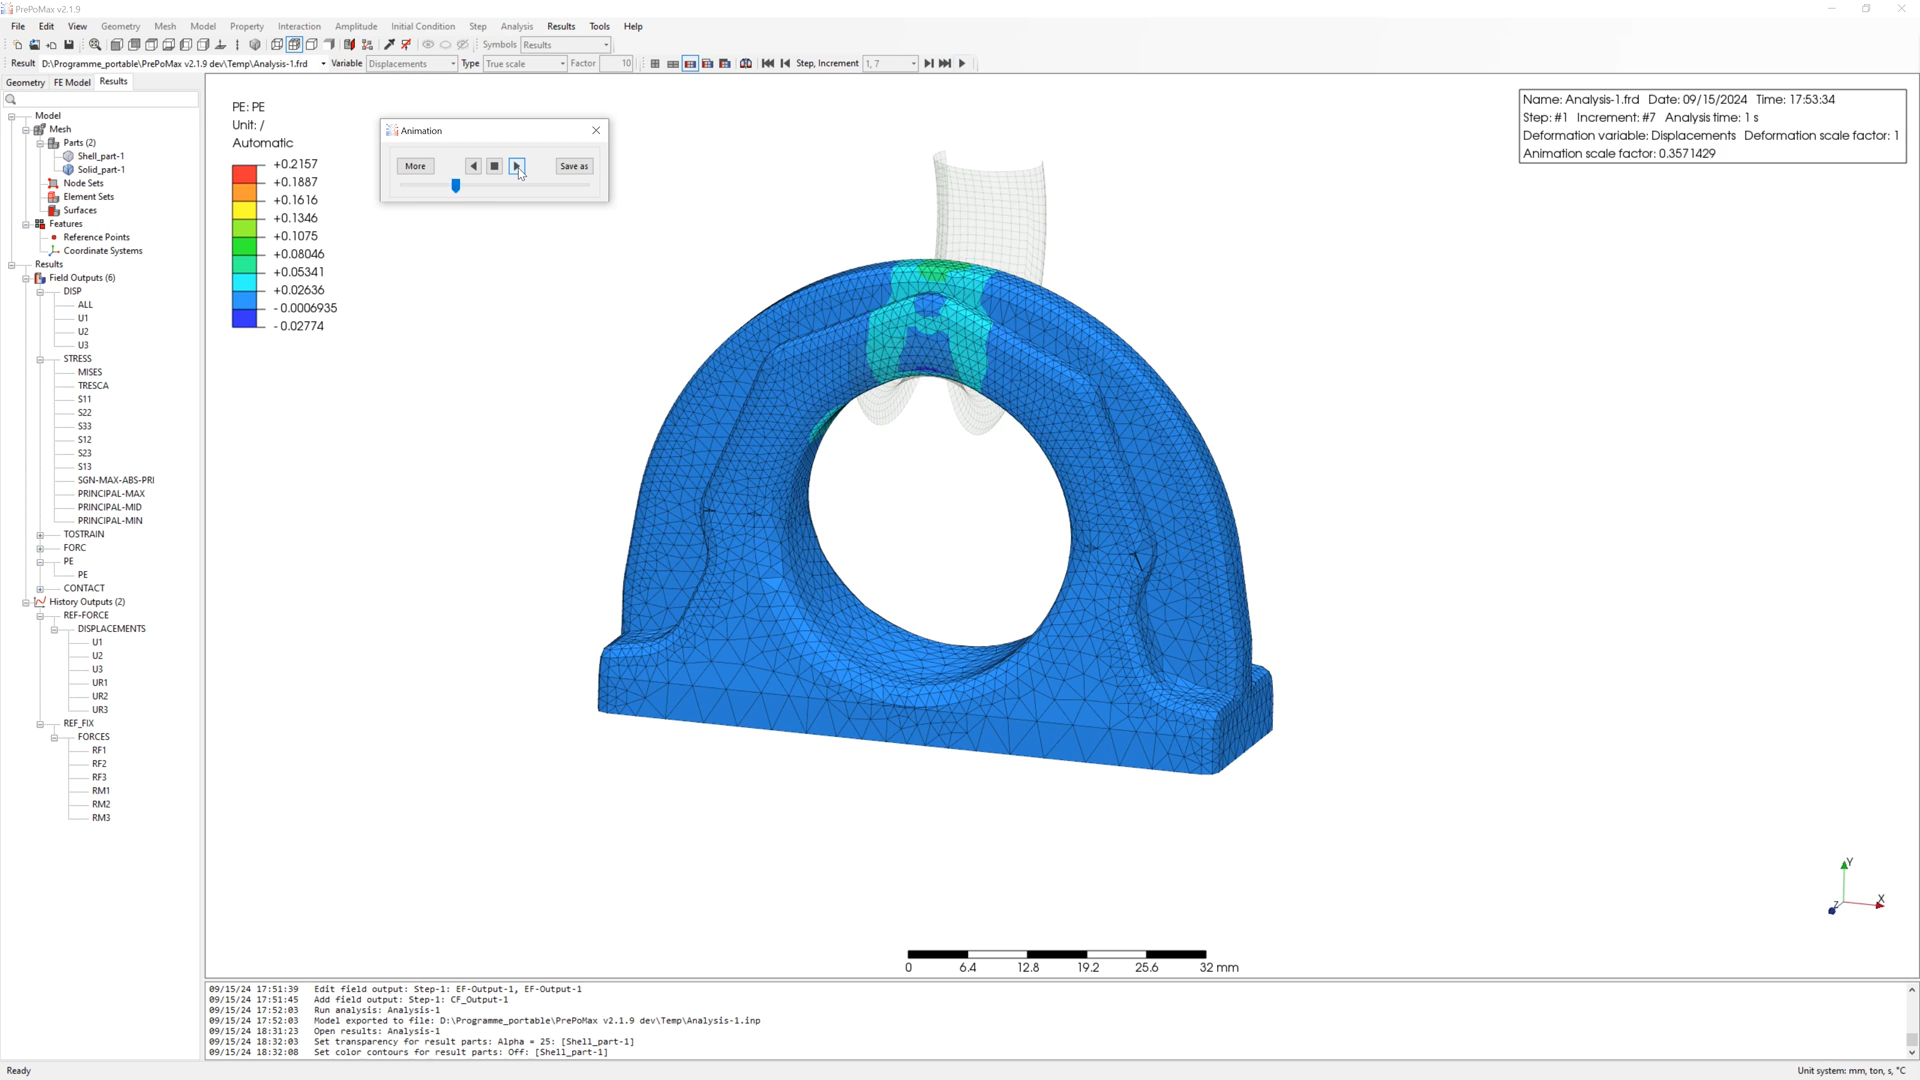 PrePoMax v2.1.9
File Edit View Geometry Mesh Model Property Interaction Amplitude Initial Condition Step Analysis Results Tools Help
Symbols Results
Result D:\Programme_portable\PrePoMax v2.1.9 dev\Temp\Analysis-1.frd Variable Displacements Type True scale Factor 10 Step, Increment 1, 7
Geometry FE Model Results
Model
Mesh
Parts (2)
Shell_part-1
Solid_part-1
Node Sets
Element Sets
Surfaces
Features
Reference Points
Coordinate Systems
Results
Field Outputs (6)
DISP
ALL
U1
U2
U3
STRESS
MISES
TRESCA
S11
S22
S33
S12
S23
S13
SGN-MAX-ABS-PRI
PRINCIPAL-MAX
PRINCIPAL-MID
PRINCIPAL-MIN
TOSTRAIN
FORC
PE
PE
CONTACT
History Outputs (2)
REF-FORCE
DISPLACEMENTS
U1
U2
U3
UR1
UR2
UR3
REF_FIX
FORCES
RF1
RF2
RF3
RM1
RM2
RM3
PE: PE
Unit: /
Automatic
+0.2157
+0.1887
+0.1616
+0.1346
+0.1075
+0.08046
+0.05341
+0.02636
-0.0006935
-0.02774
Animation
More Save as
Name: Analysis-1.frd Date: 09/15/2024 Time: 17:53:34
Step: #1 Increment: #7 Analysis time: 1 s
Deformation variable: Displacements Deformation scale factor: 1
Animation scale factor: 0.3571429
Y
X
Z
0 6.4 12.8 19.2 25.6 32 mm
09/15/24 17:51:39 Edit field output: Step-1: EF-Output-1, EF-Output-1
09/15/24 17:51:45 Add field output: Step-1: CF_Output-1
09/15/24 17:52:03 Run analysis: Analysis-1
09/15/24 17:52:03 Model exported to file: D:\Programme_portable\PrePoMax v2.1.9 dev\Temp\Analysis-1.inp
09/15/24 18:31:23 Open results: Analysis-1
09/15/24 18:32:03 Set transparency for result parts: Alpha = 25: [Shell_part-1]
09/15/24 18:32:08 Set color contours for result parts: Off: [Shell_part-1]
Ready
Unit system: mm, ton, s, °C